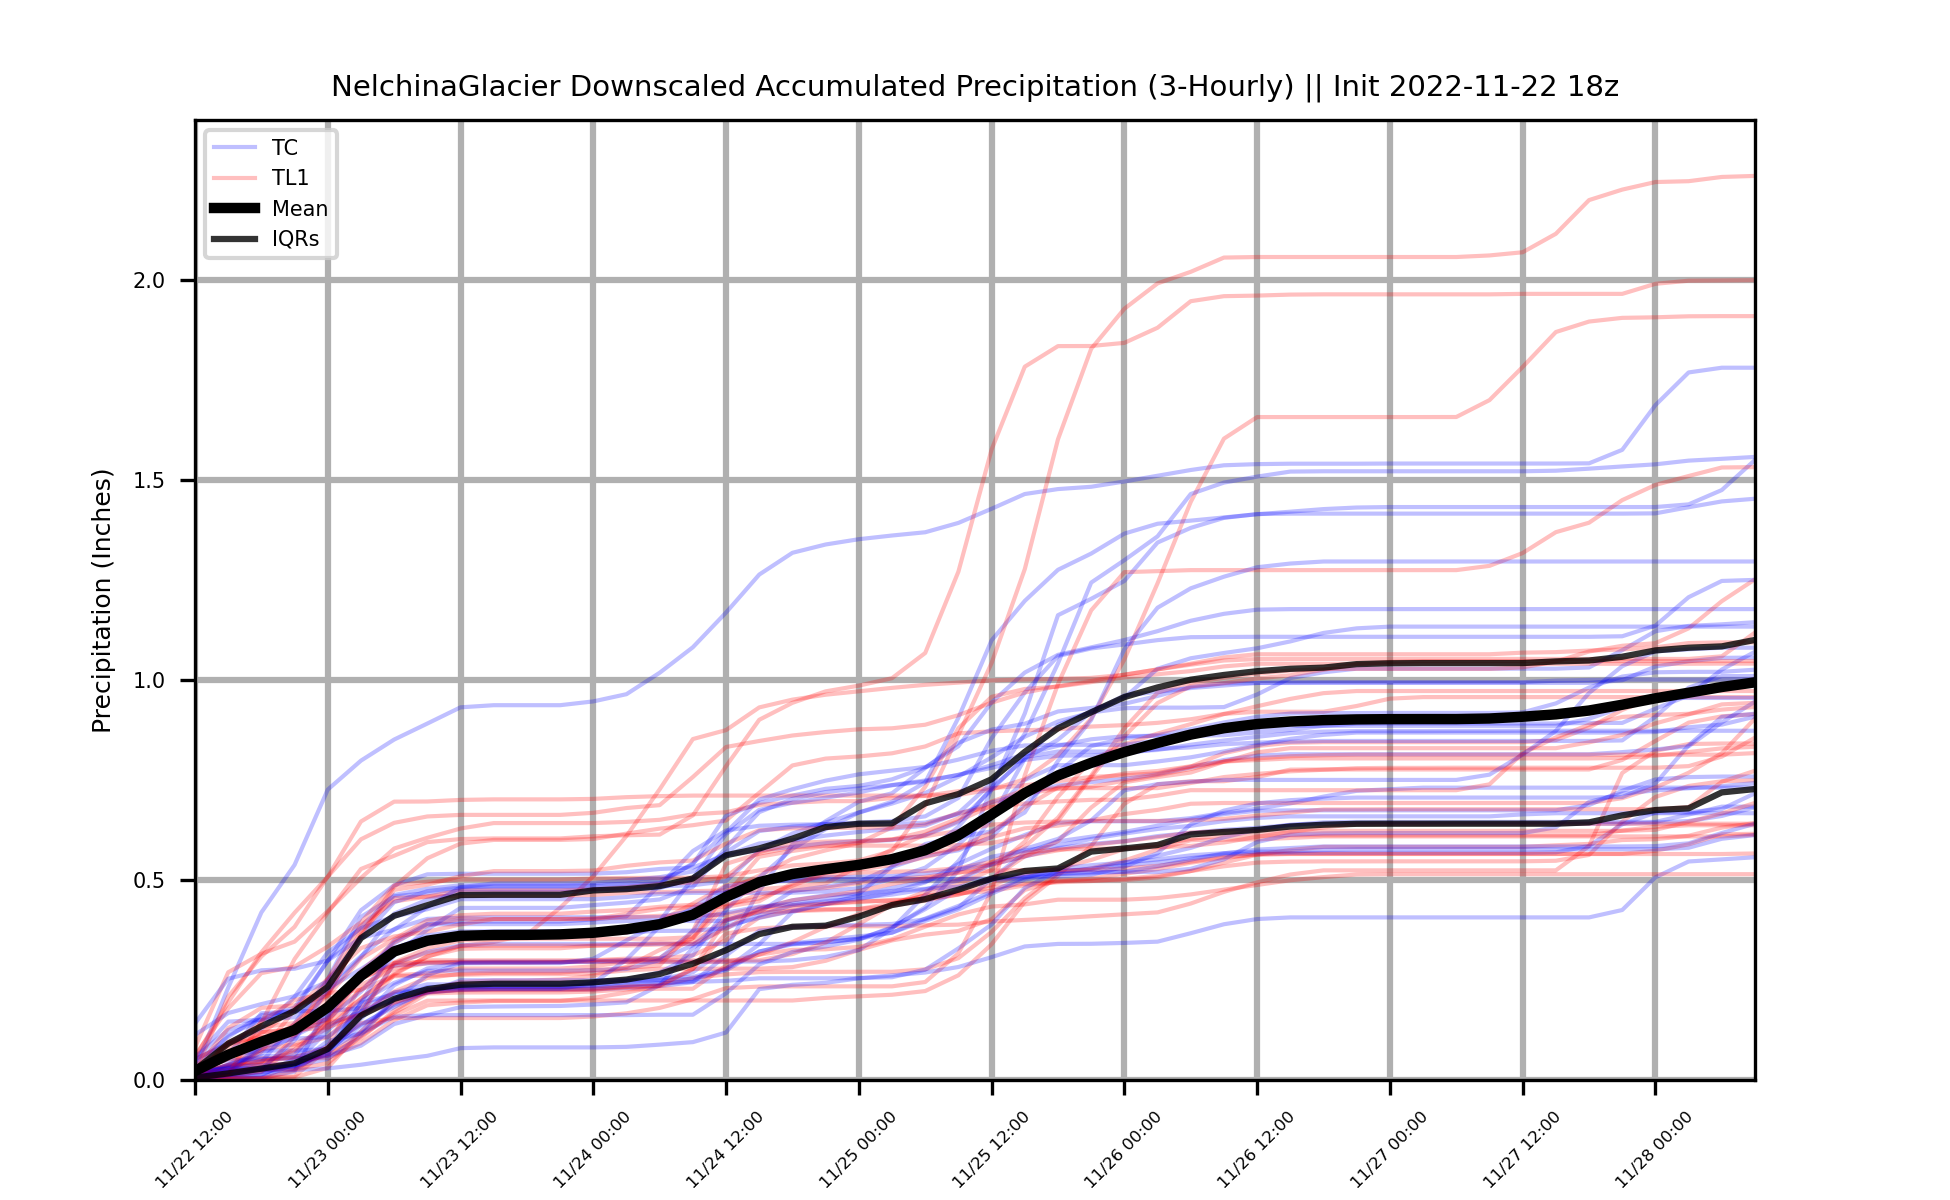 NelchinaGlacier Downscaled Accumulated Precipitation (3-Hourly) || Init 2022-11-22 18z
TC
TL1
Mean
IQRs
Precipitation (Inches)
2.0
1.5
1.0
0.5
0.0
11/22 12:00
11/23 00:00
11/23 12:00
11/24 00:00
11/24 12:00
11/25 00:00
11/25 12:00
11/26 00:00
11/26 12:00
11/27 00:00
11/27 12:00
11/28 00:00